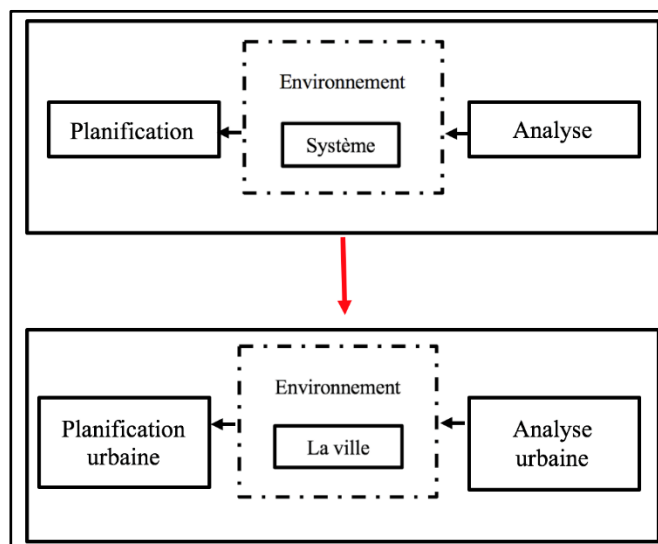 Environnement
Planification
Système
Analyse
Environnement
Planification
urbaine
La ville
Analyse
urbaine